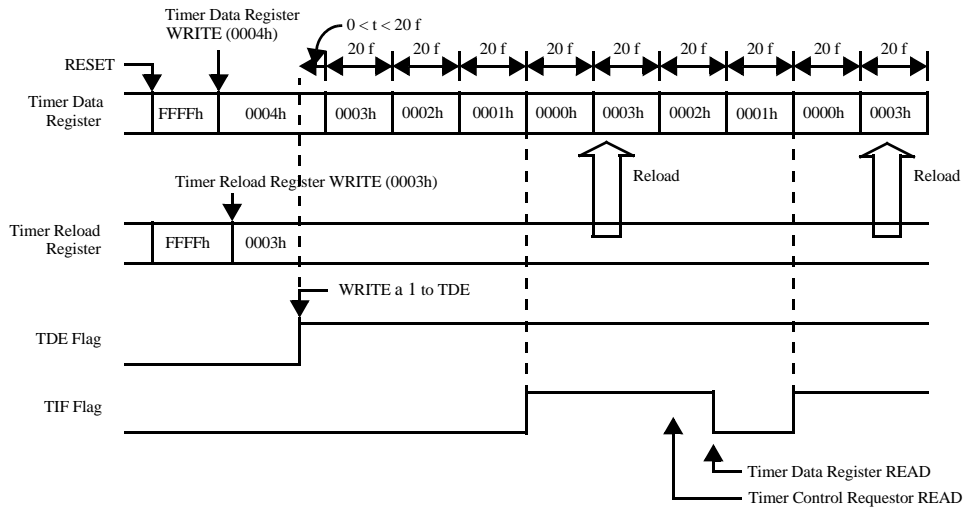 Timer Data Register
WRITE (0004h)
0 < t < 20 f
20 f 20 f 20 f 20 f 20 f 20 f 20 f 20 f 20 f
RESET
Timer Data
Register
FFFFh 0004h 0003h 0002h 0001h 0000h 0003h 0002h 0001h 0000h 0003h
Timer Reload Register WRITE (0003h)
Reload Reload
Timer Reload
Register
FFFFh 0003h
WRITE a 1 to TDE
TDE Flag
TIF Flag
Timer Data Register READ
Timer Control Requestor READ